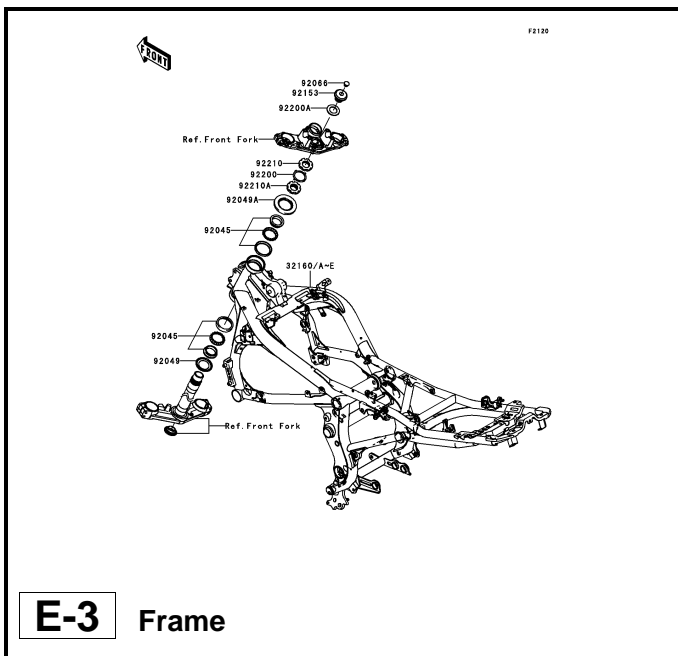 F2120
FRONT
92066
92153
92200A
Ref.Front Fork
92210
92200
92210A
92049A
92045
32160/A~E
92045
92049
Ref.Front Fork
E-3 Frame